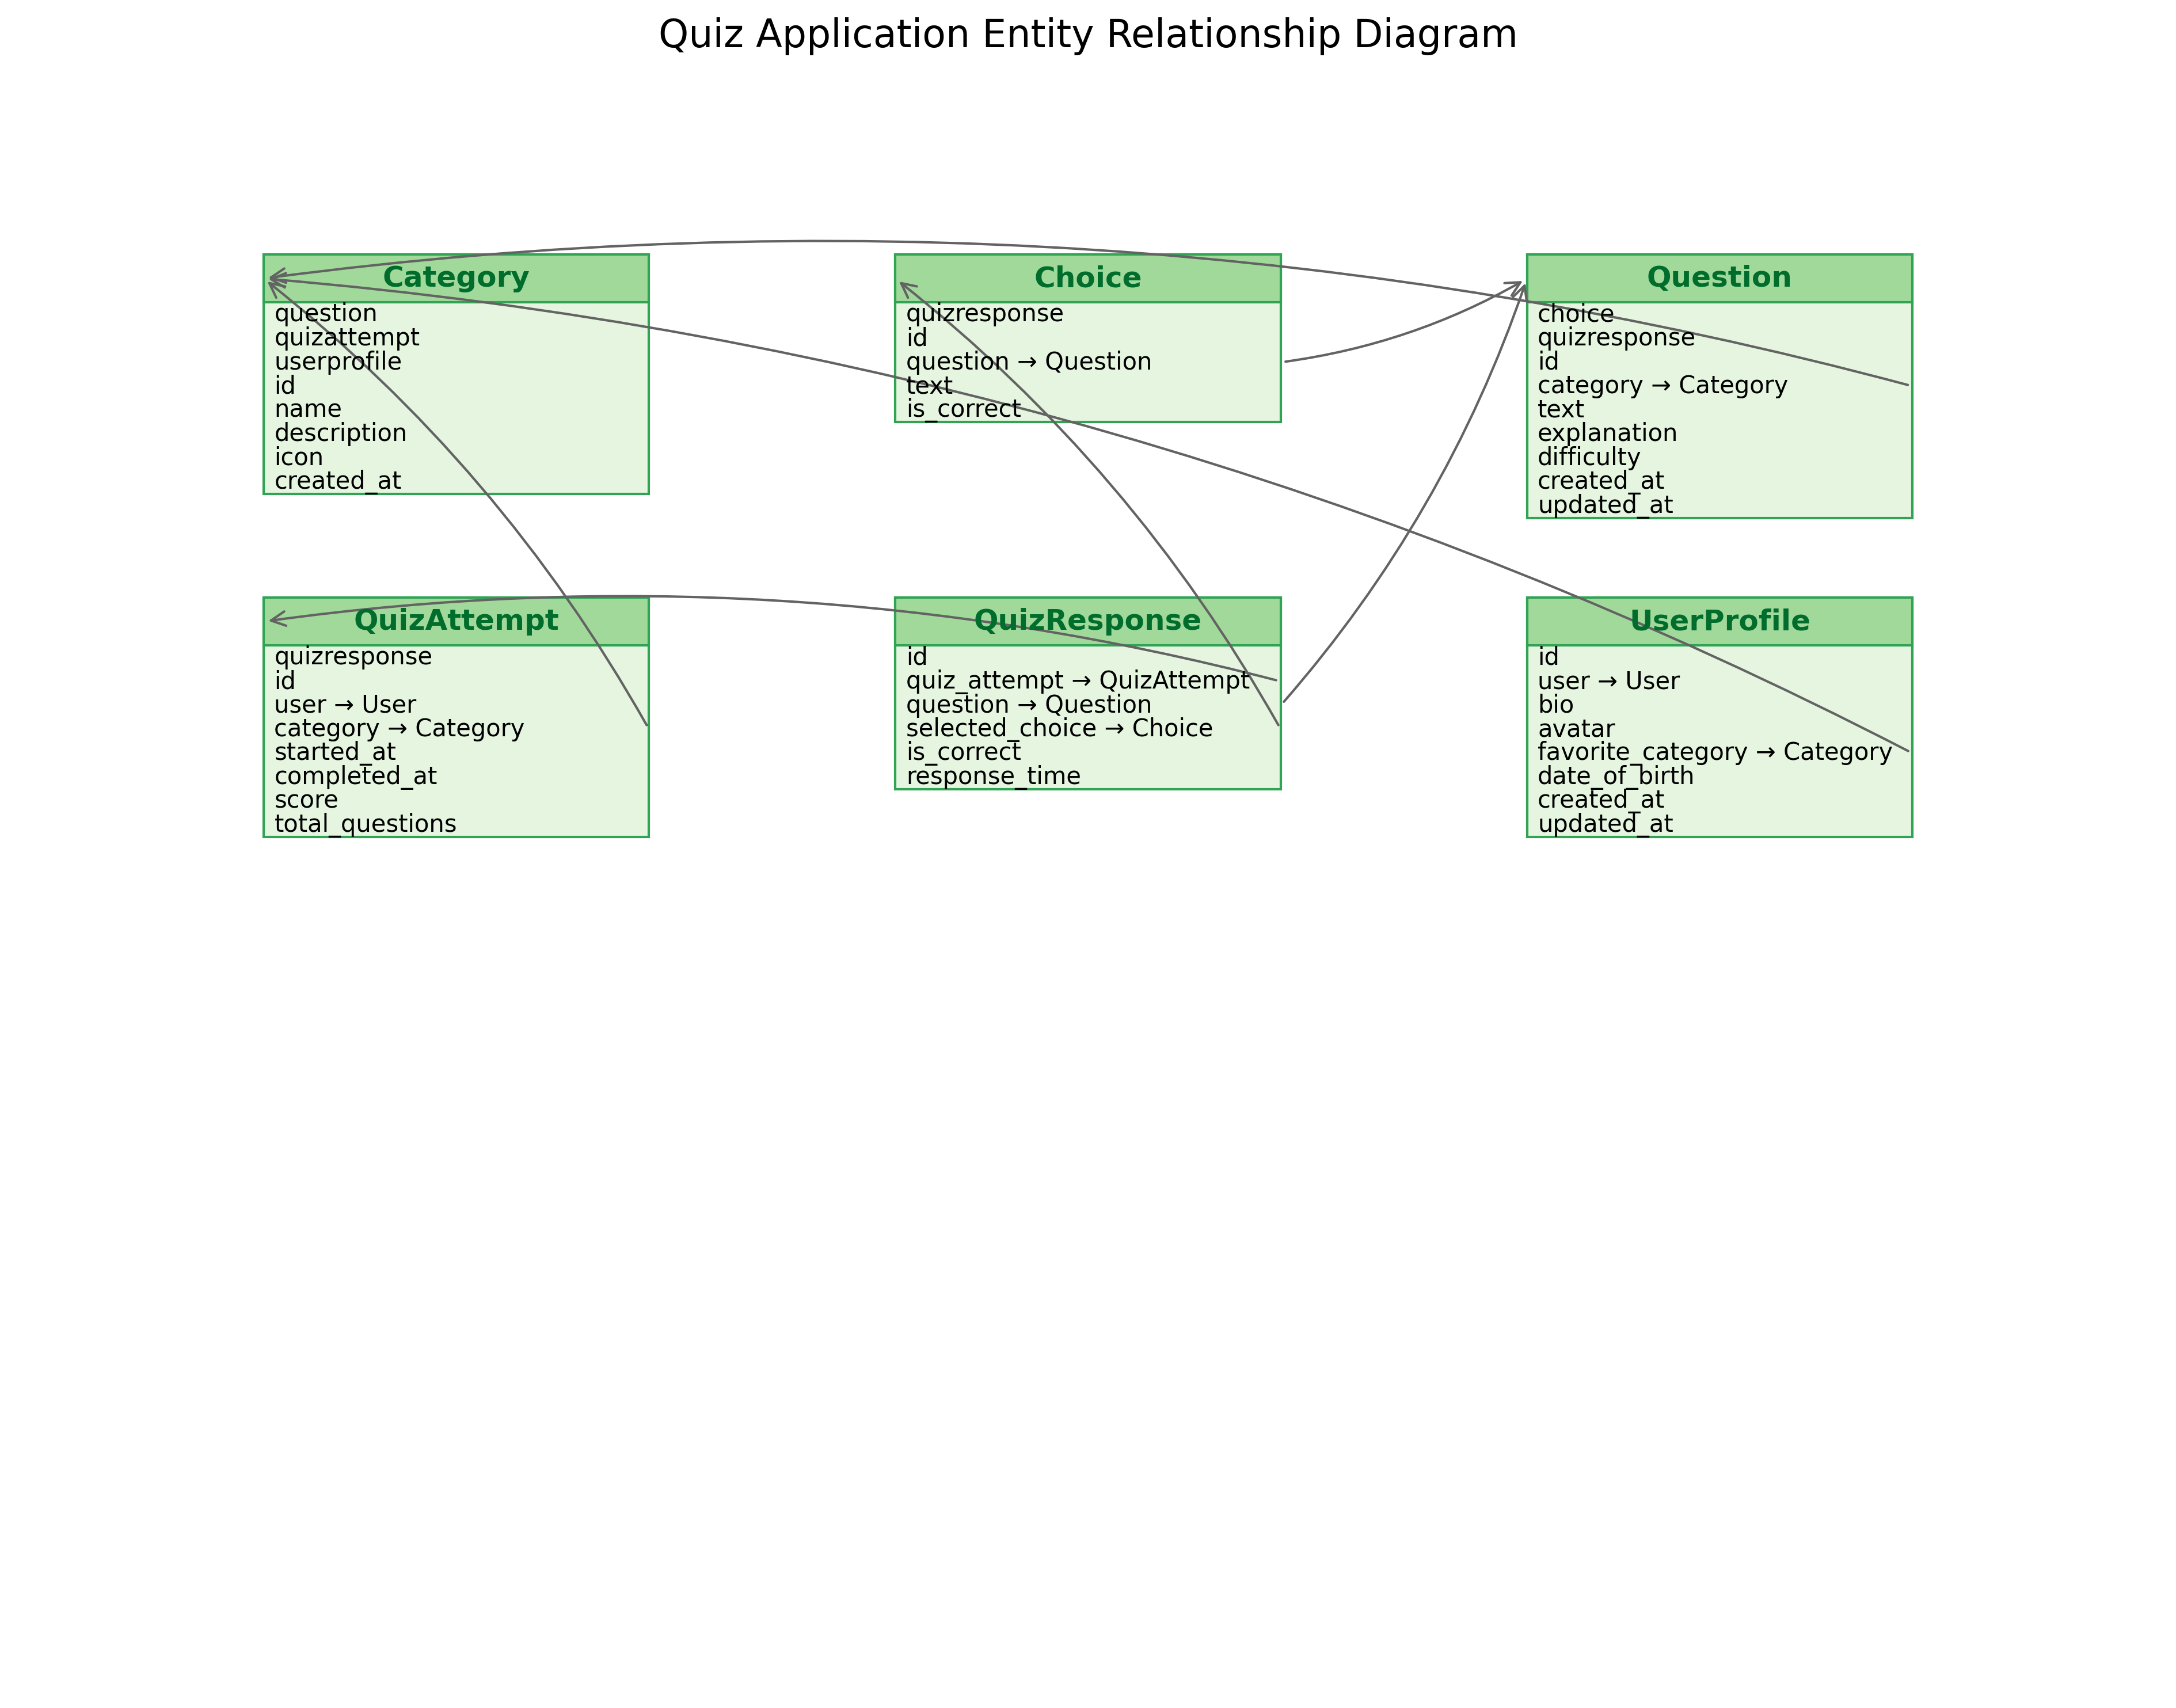 Quiz Application Entity Relationship Diagram
Category
question
quizattempt
userprofile
id
name
description
icon
created_at
Choice
quizresponse
id
question → Question
text
is_correct
Question
choice
quizresponse
id
category → Category
text
explanation
difficulty
created_at
updated_at
QuizAttempt
quizresponse
id
user → User
category → Category
started_at
completed_at
score
total_questions
QuizResponse
id
quiz_attempt → QuizAttempt
question → Question
selected_choice → Choice
is_correct
response_time
UserProfile
id
user → User
bio
avatar
favorite_category → Category
date_of_birth
created_at
updated_at